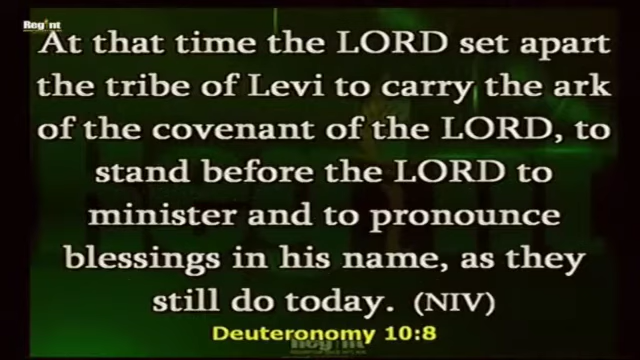 Reg!nt
At that time the LORD set apart
the tribe of Levi to carry the ark
of the covenant of the LORD, to
stand before the LORD to
minister and to pronounce
blessings in his name, as they
still do today. (NIV)
Deuteronomy 10:8